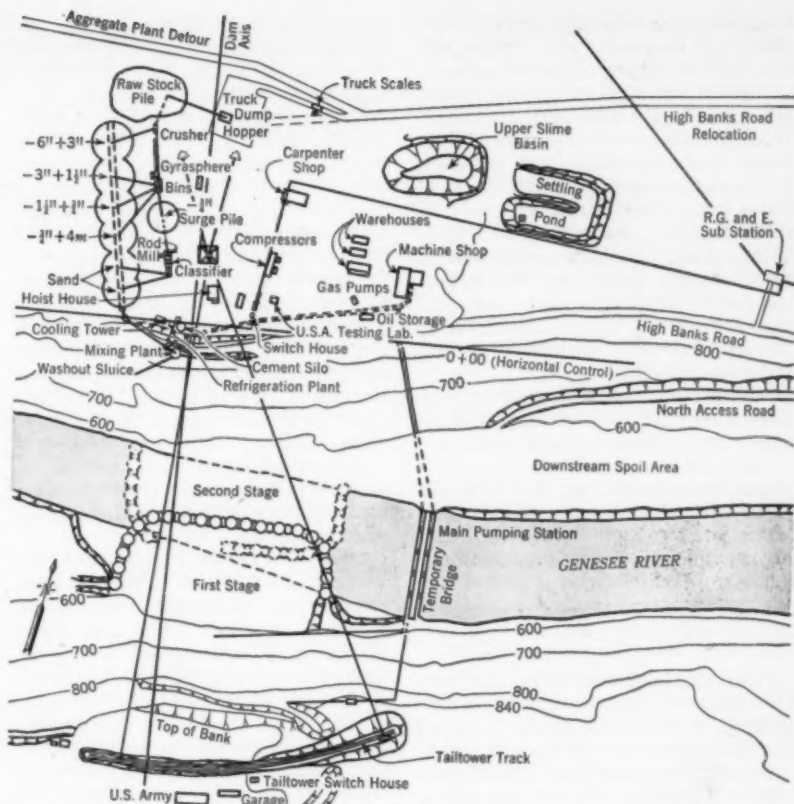 Aggregate Plant Detour
Dam
Axis
Raw Stock
Pile
Truck
Dump
Hopper
Truck Scales
High Banks Road
Relocation
Crusher
-6"+3"
Gyrasphere
-3"+1½"
Bins
-1½"+¾"
-¾"
Surge Pile
-¾"+4m
Rod
Mill
Sand
Classifier
Hoist House
Carpenter
Shop
Compressors
Upper Slime
Basin
Settling
Pond
Warehouses
Machine Shop
Gas Pumps
R.G. and E.
Sub Station
Oil Storage
U.S.A. Testing Lab.
Switch House
Cooling Tower
Mixing Plant
Washout Sluice
Cement Silo
Refrigeration Plant
High Banks Road
800
0+00 (Horizontal Control)
700
700
600
North Access Road
600
Downstream Spoil Area
Second Stage
Main Pumping Station
GENESEE RIVER
Temporary
Bridge
First Stage
600
600
700
700
800
800
840
Top of Bank
Tailtower Track
Tailtower Switch House
U.S. Army
Garage